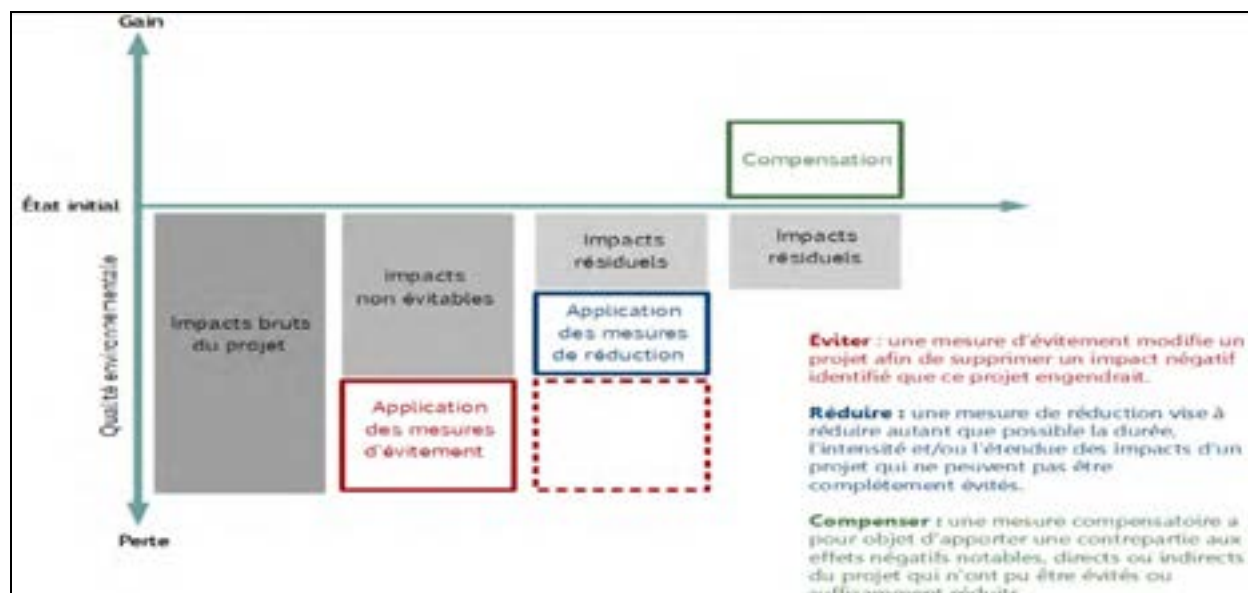 Gain
Compensation
État initial
Impacts bruts
du projet
impacts
non évitables
Impacts
résiduels
Impacts
résiduels
Application
des mesures
de réduction
Application
des mesures
d'évitement
Qualité environnementale
Perte
Éviter : une mesure d'évitement modifie un
projet afin de supprimer un impact négatif
identifié que ce projet engendrait.
Réduire : une mesure de réduction vise à
réduire autant que possible la durée,
l'intensité et/ou l'étendue des impacts d'un
projet qui ne peuvent pas être
complètement évités.
Compenser : une mesure compensatoire a
pour objet d'apporter une contrepartie aux
effets négatifs notables, directs ou indirects
du projet qui n'ont pu être évités ou
suffisamment réduits